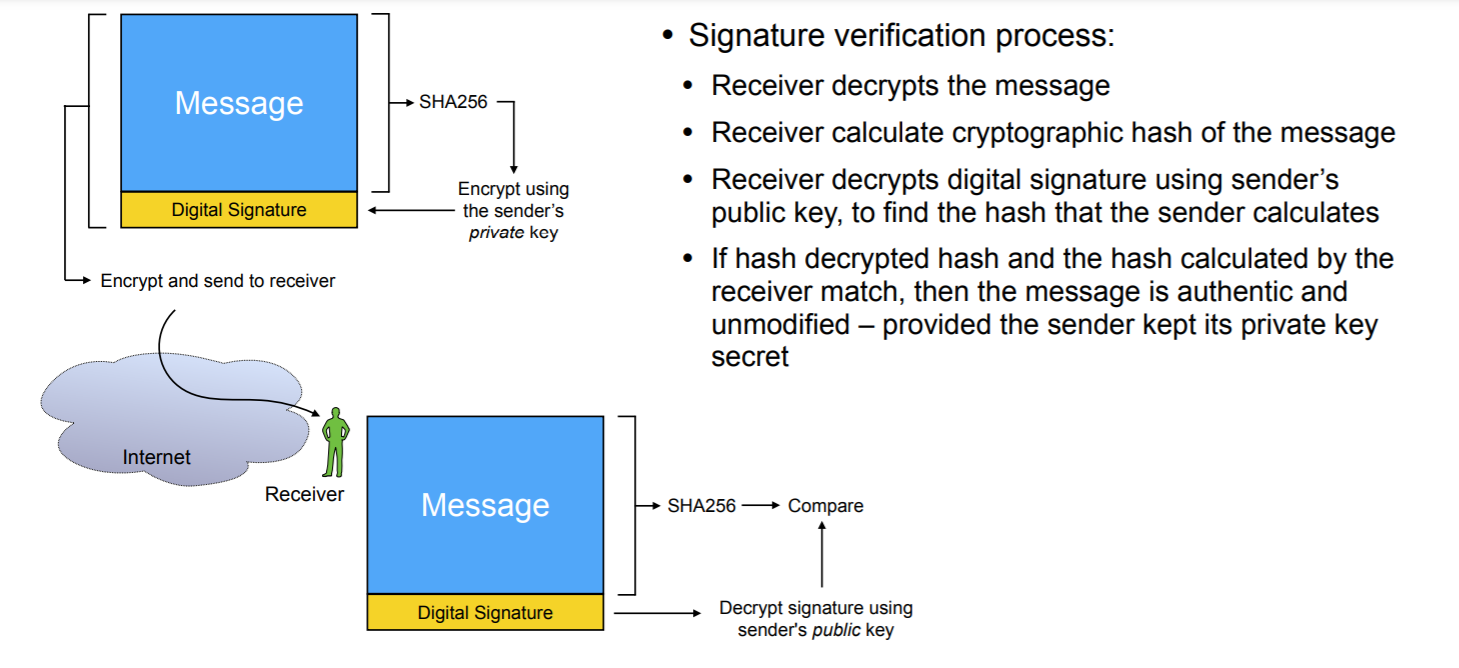 Message
SHA256
Encrypt using
the sender's
private key
Digital Signature
Encrypt and send to receiver
Internet
Receiver
Message
SHA256
Compare
Digital Signature
Decrypt signature using
sender's public key
• Signature verification process:
• Receiver decrypts the message
• Receiver calculate cryptographic hash of the message
• Receiver decrypts digital signature using sender’s
public key, to find the hash that the sender calculates
• If hash decrypted hash and the hash calculated by the
receiver match, then the message is authentic and
unmodified – provided the sender kept its private key
secret